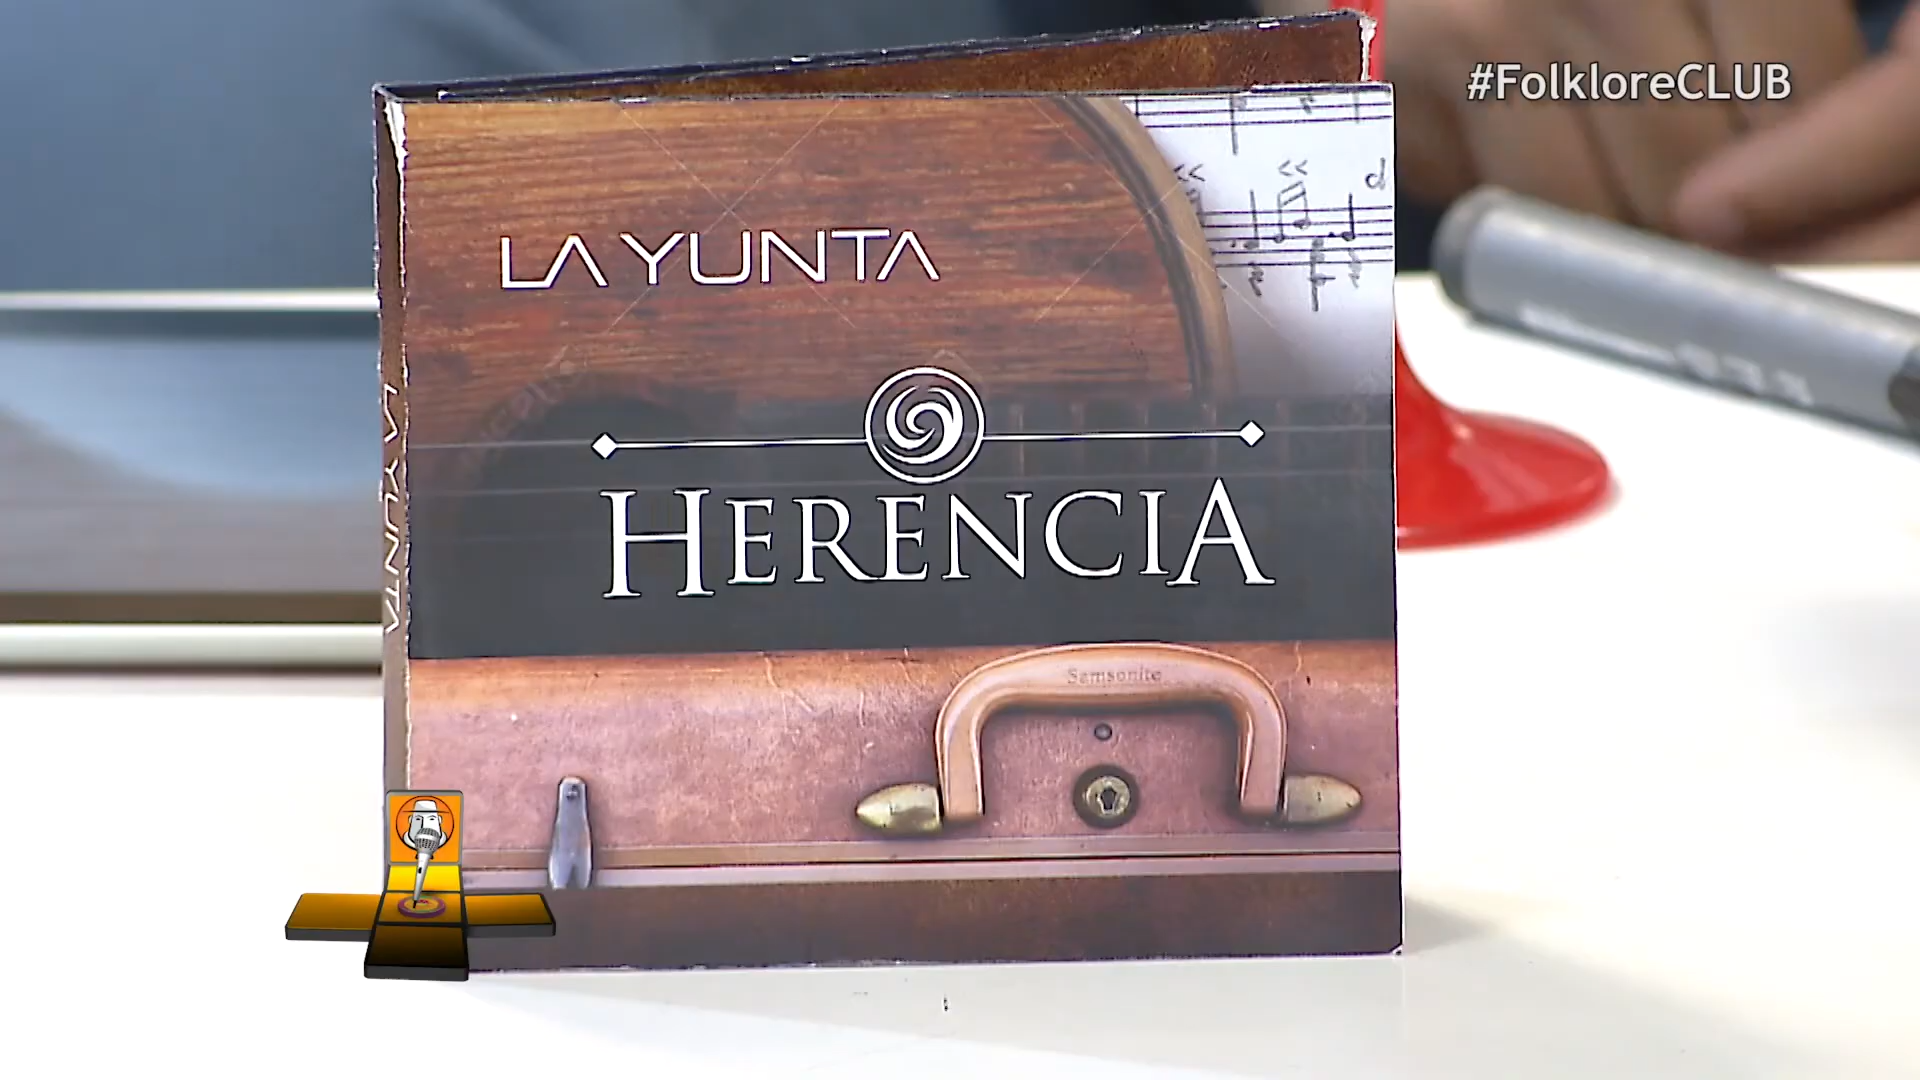 #FolkloreCLUB
LA YUNTA
HERENCIA
Samsonite
LA YUNTA